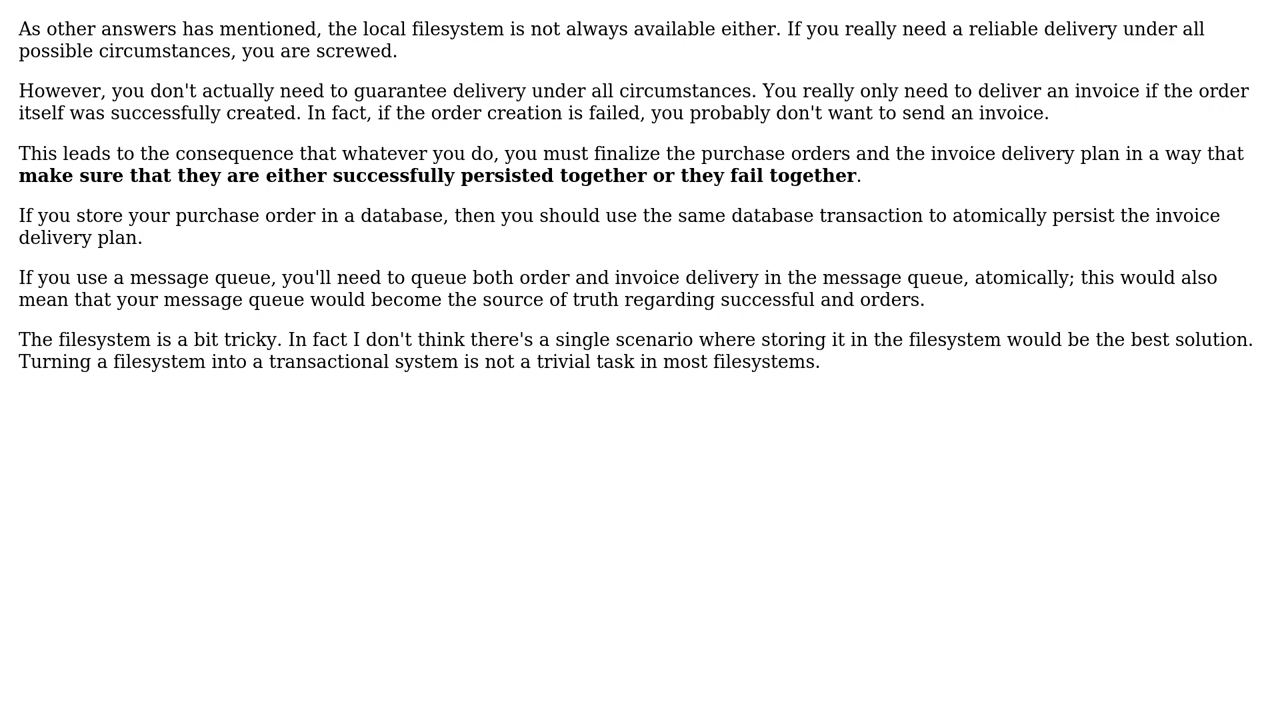 As other answers has mentioned, the local filesystem is not always available either. If you really need a reliable delivery under all
possible circumstances, you are screwed.
However, you don't actually need to guarantee delivery under all circumstances. You really only need to deliver an invoice if the order
itself was successfully created. In fact, if the order creation is failed, you probably don't want to send an invoice.
This leads to the consequence that whatever you do, you must finalize the purchase orders and the invoice delivery plan in a way that
make sure that they are either successfully persisted together or they fail together.
If you store your purchase order in a database, then you should use the same database transaction to atomically persist the invoice
delivery plan.
If you use a message queue, you'll need to queue both order and invoice delivery in the message queue, atomically; this would also
mean that your message queue would become the source of truth regarding successful and orders.
The filesystem is a bit tricky. In fact I don't think there's a single scenario where storing it in the filesystem would be the best solution.
Turning a filesystem into a transactional system is not a trivial task in most filesystems.